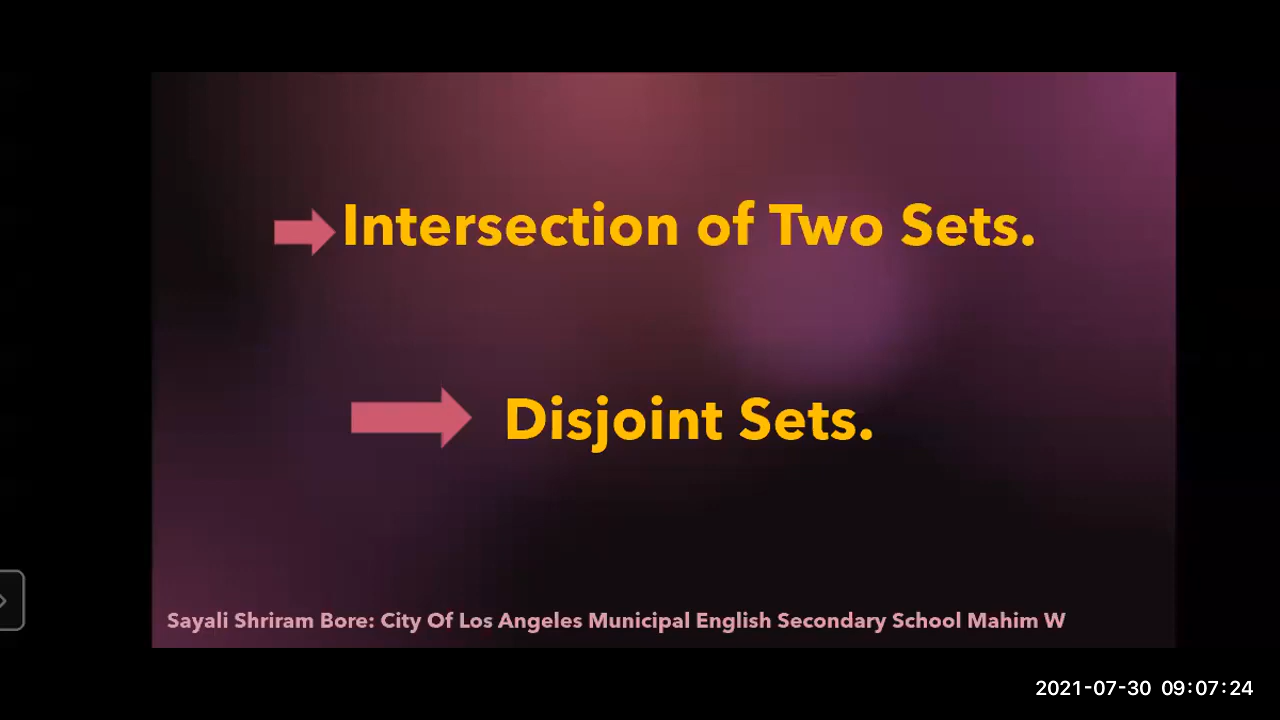 Intersection of Two Sets.
Disjoint Sets.
Sayali Shriram Bore: City Of Los Angeles Municipal English Secondary School Mahim W
2021-07-30 09:07:24